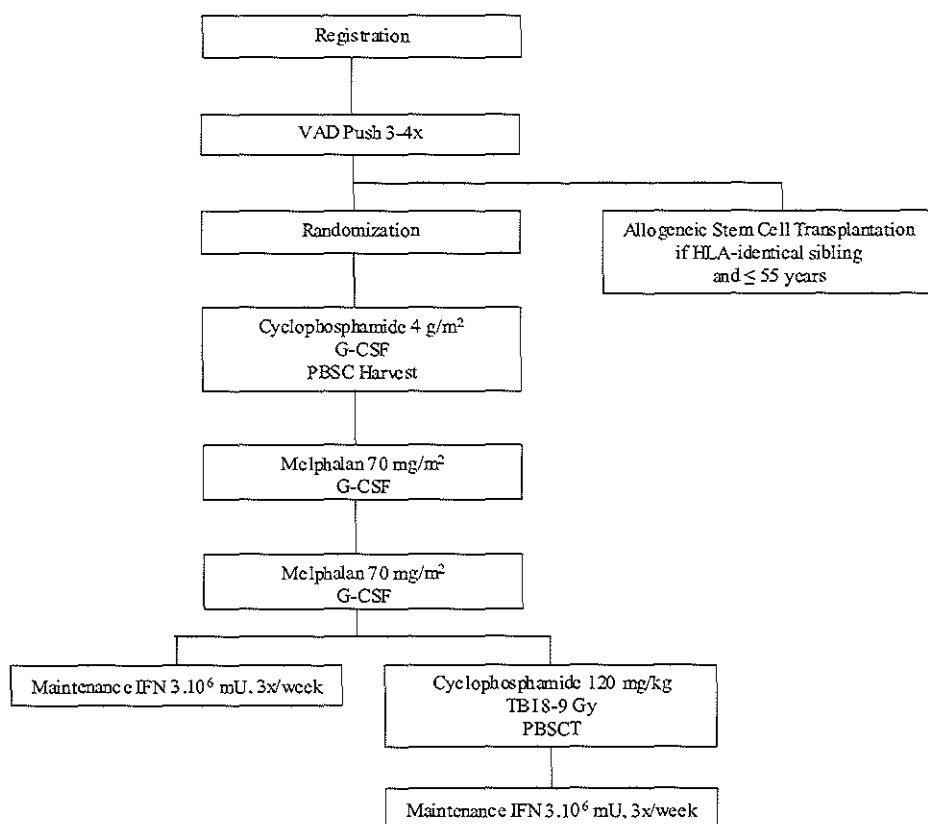 Registration
VAD Push 3-4x
Randomization
Allogeneic Stem Cell Transplantation
if HLA-identical sibling
and ≤ 55 years
Cyclophosphamide 4 g/m²
G-CSF
PBSC Harvest
Melphalan 70 mg/m²
G-CSF
Melphalan 70 mg/m²
G-CSF
Maintenance IFN 3.10⁶ mU, 3x/week
Cyclophosphamide 120 mg/kg
TBI 8-9 Gy
PBSCT
Maintenance IFN 3.10⁶ mU, 3x/week